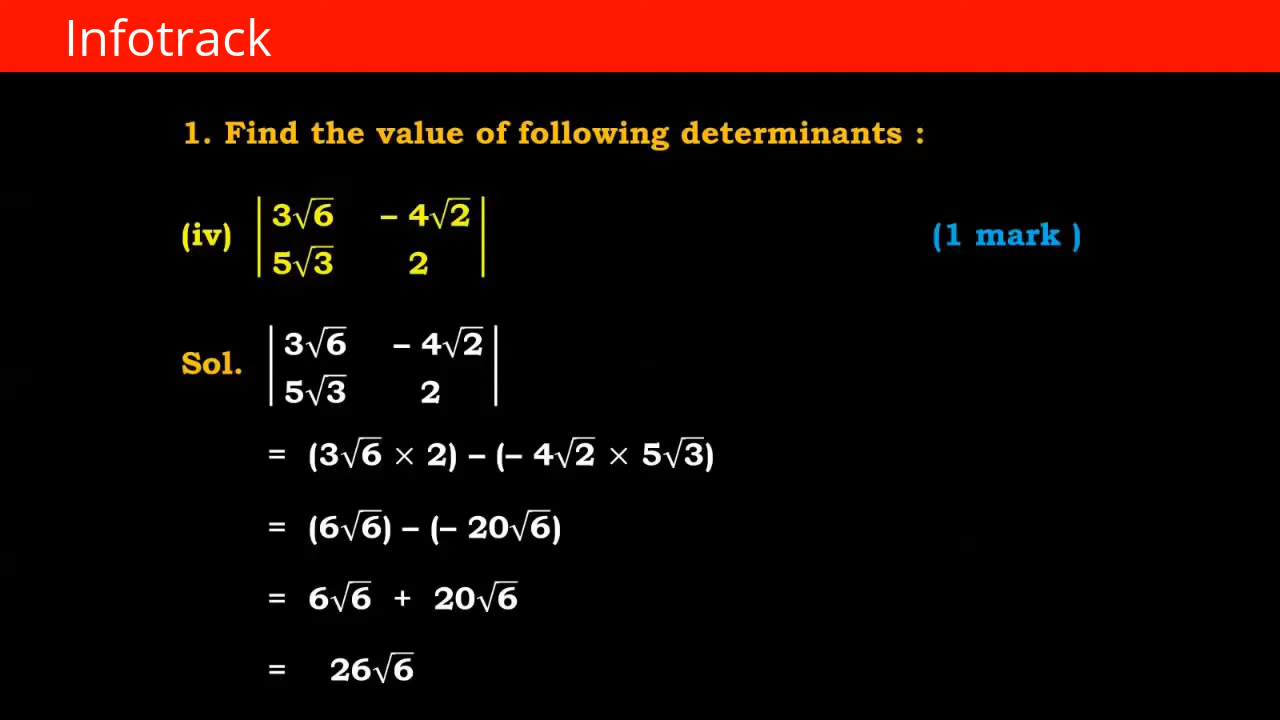 Infotrack
1. Find the value of following determinants :
(iv) | 3√6 – 4√2 |
| 5√3 2 |
(1 mark )
Sol. | 3√6 – 4√2 |
| 5√3 2 |
= (3√6 × 2) – (– 4√2 × 5√3)
= (6√6) – (– 20√6)
= 6√6 + 20√6
= 26√6